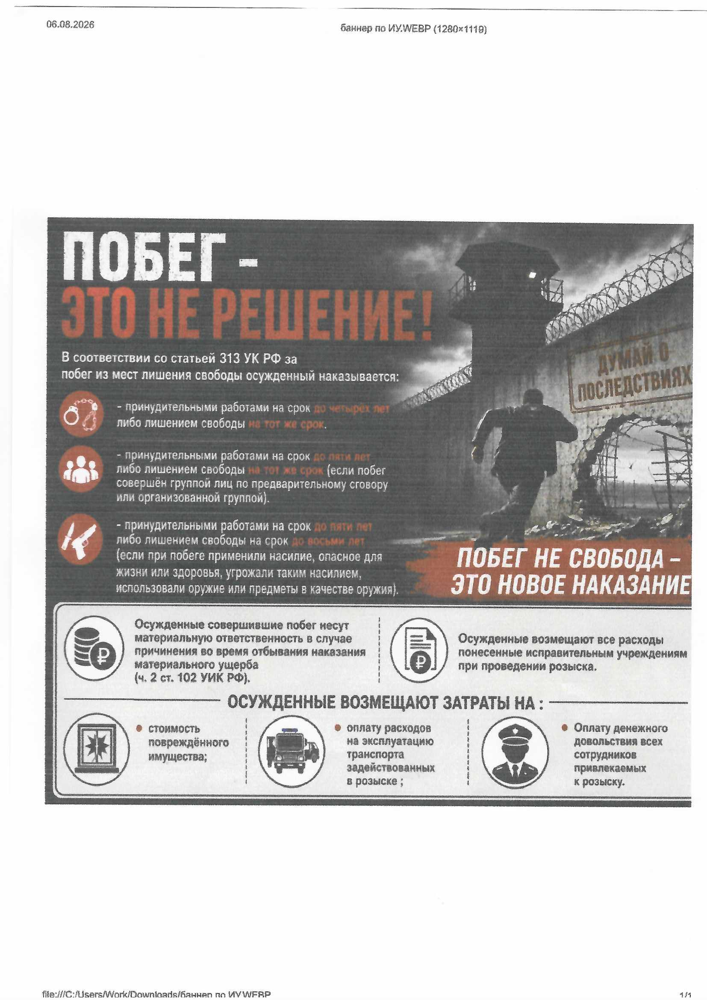 06.08.2026
баннер по ИУ.WEBP (1280×1119)
ПОБЕГ -
ЭТО НЕ РЕШЕНИЕ!
В соответствии со статьей 313 УК РФ за
побег из мест лишения свободы осужденный наказывается:
- принудительными работами на срок до четырёх лет
либо лишением свободы на тот же срок.
- принудительными работами на срок до пяти лет
либо лишением свободы на тот же срок (если побег
совершён группой лиц по предварительному сговору
или организованной группой).
- принудительными работами на срок до пяти лет
либо лишением свободы на срок до восьми лет
(если при побеге применили насилие, опасное для
жизни или здоровья, угрожали таким насилием,
использовали оружие или предметы в качестве оружия).
ДУМАЙ О
ПОСЛЕДСТВИЯХ
ПОБЕГ НЕ СВОБОДА –
ЭТО НОВОЕ НАКАЗАНИЕ
Осужденные совершившие побег несут
материальную ответственность в случае
причинения во время отбывания наказания
материального ущерба
(ч. 2 ст. 102 УИК РФ).
Осужденные возмещают все расходы
понесенные исправительным учреждениям
при проведении розыска.
ОСУЖДЕННЫЕ ВОЗМЕЩАЮТ ЗАТРАТЫ НА :
• стоимость
повреждённого
имущества;
• оплату расходов
на эксплуатацию
транспорта
задействованных
в розыске ;
• Оплату денежного
довольствия всех
сотрудников
привлекаемых
к розыску.
file:///C:/Users/Work/Downloads/баннер по ИУ.WEBP
1/1